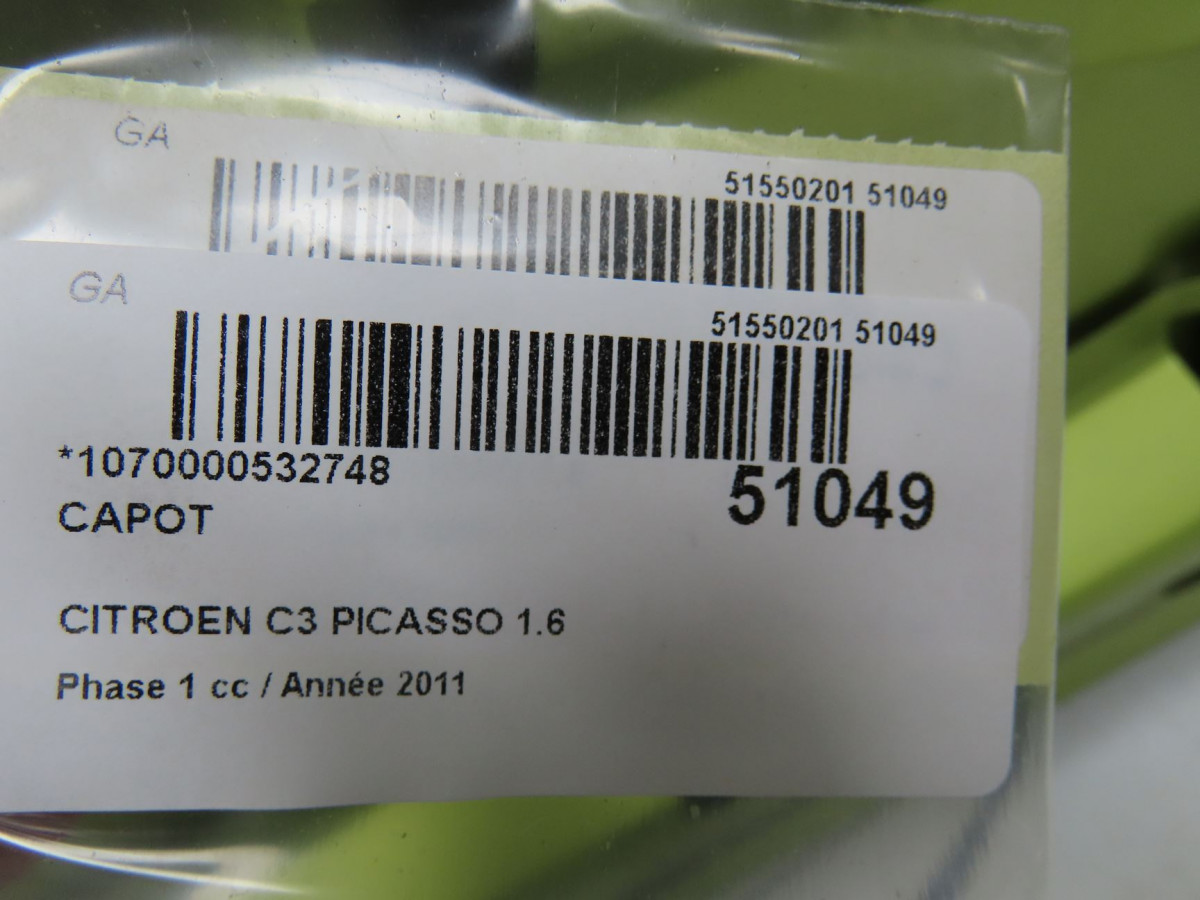 GA
51550201 51049
GA
51550201 51049
*1070000532748
51049
CAPOT
CITROEN C3 PICASSO 1.6
Phase 1 cc / Année 2011